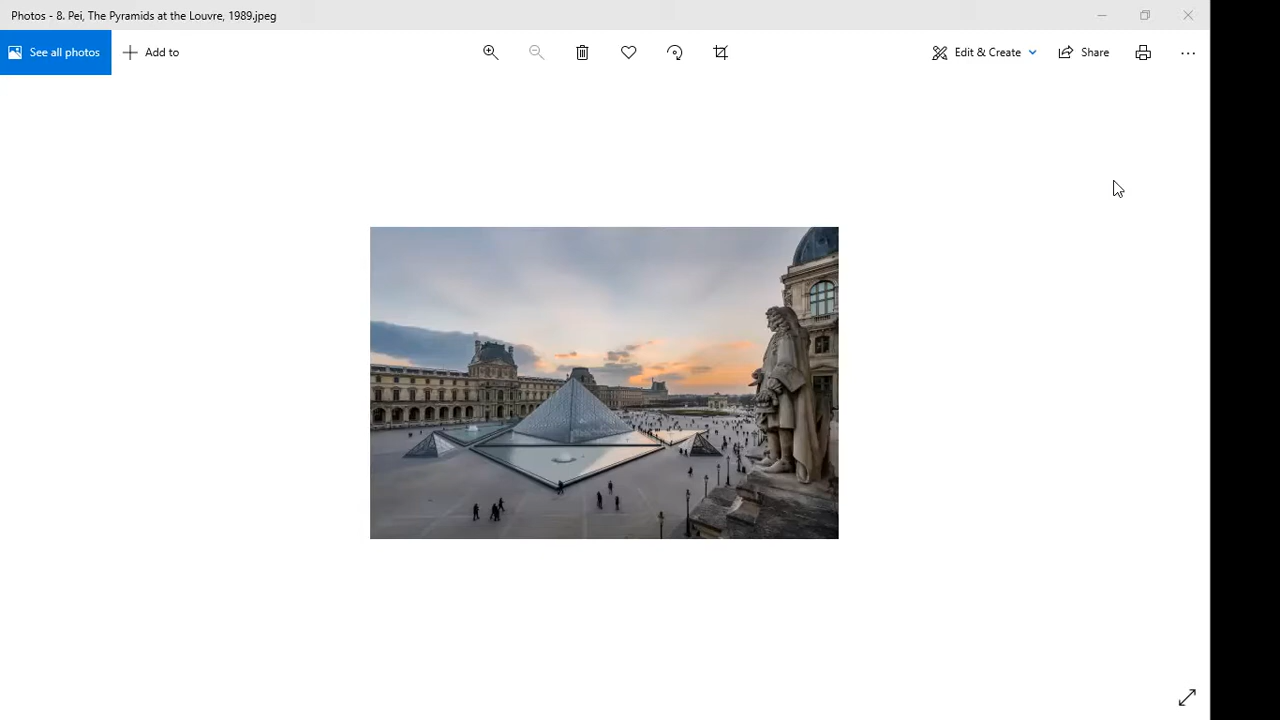 Photos - 8. Pei, The Pyramids at the Louvre, 1989.jpeg
See all photos
Add to
Edit & Create
Share